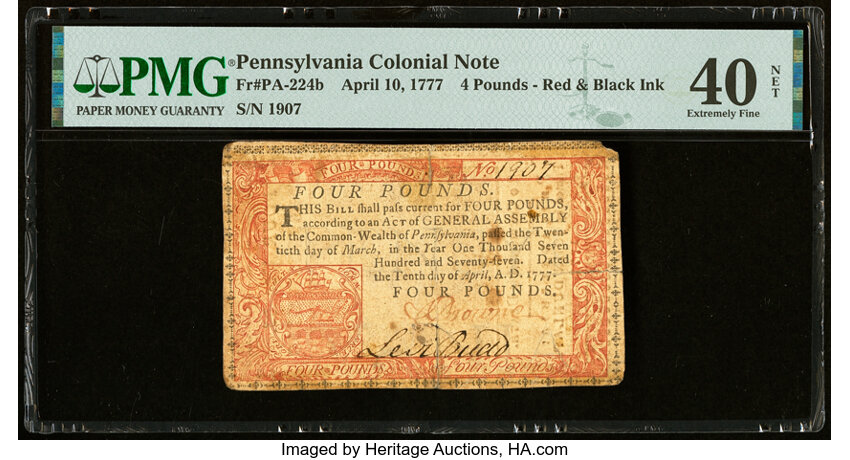 PMG
PAPER MONEY GUARANTY
Pennsylvania Colonial Note
Fr#PA-224b April 10, 1777 4 Pounds - Red & Black Ink
S/N 1907
40
NET
Extremely Fine
FOUR POUNDS
No 1907
FOUR POUNDS.
THIS BILL ſhall paſs current for FOUR POUNDS,
according to an ACT of GENERAL ASSEMBLY
of the Common-Wealth of Pennſylvania, paſſed the Twen-
tieth day of March, in the Year One Thouſand Seven
Hundred and Seventy-ſeven. Dated
the Tenth day of April, A.D. 1777.
FOUR POUNDS.
Levi Budd
FOUR POUNDS
Four Pounds
Imaged by Heritage Auctions, HA.com